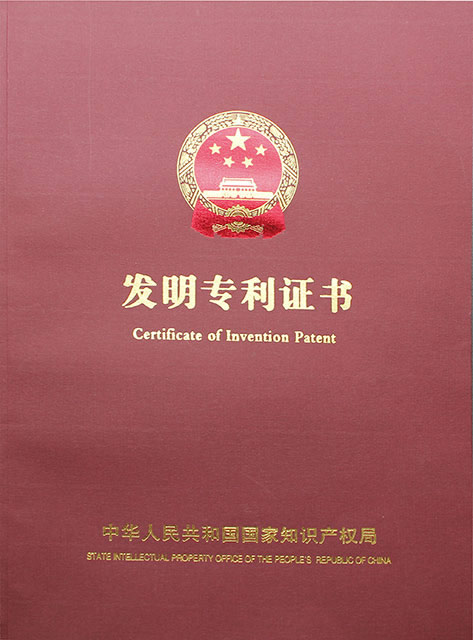 发明专利证书
Certificate of Invention Patent
中华人民共和国国家知识产权局
STATE INTELLECTUAL PROPERTY OFFICE OF THE PEOPLE'S REPUBLIC OF CHINA